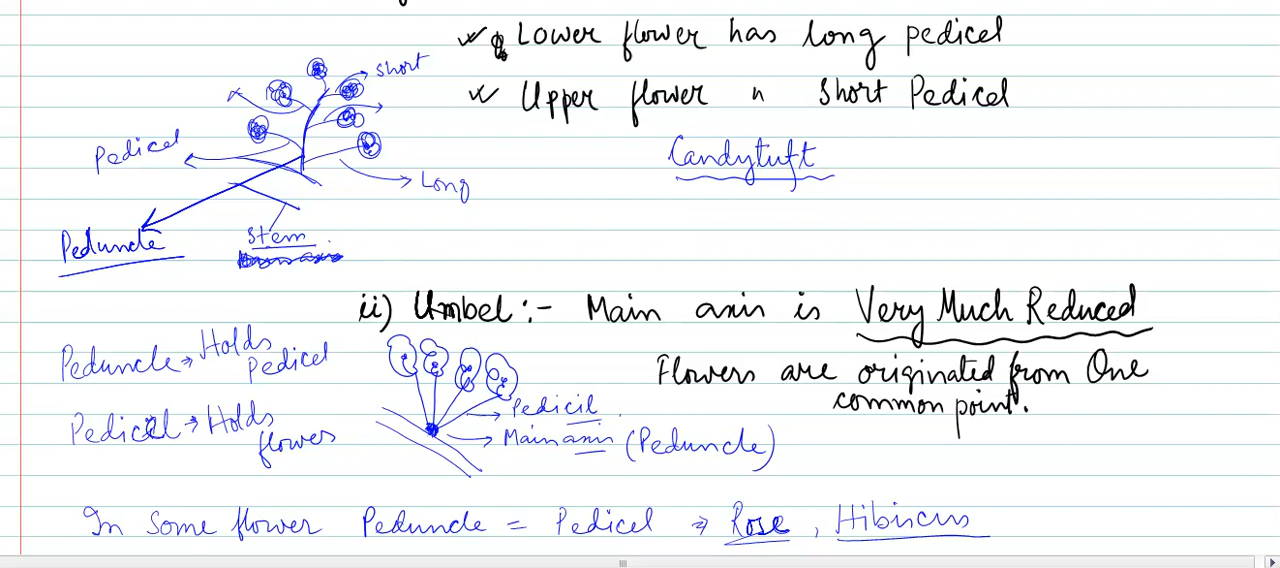 Lower flower has long pedicel
Upper flower " Short Pedicel
Candytuft
short
Pedicel
Long
Peduncle
Stem
ii) Umbel :- Main axis is Very Much Reduced
Flowers are originated from One
common point.
Peduncle → Holds
Pedicel
Pedicel → Holds
flowers
Pedicil
Main axis (Peduncle)
In Some flower Peduncle = Pedicel ⇒ Rose, Hibiscus